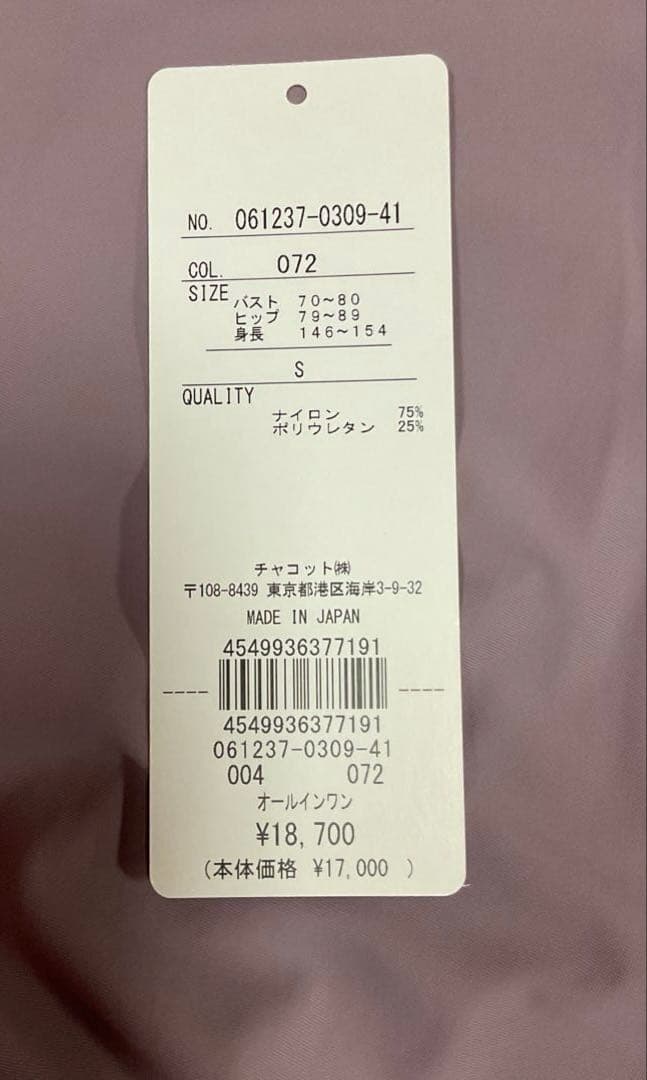 NO. 061237-0309-41
COL. 072
SIZE
バスト 70~80
ヒップ 79~89
身長 146~154
S
QUALITY
ナイロン 75%
ポリウレタン 25%
チャコット㈱
〒108-8439 東京都港区海岸3-9-32
MADE IN JAPAN
4549936377191
4549936377191
061237-0309-41
004 072
オールインワン
¥18,700
(本体価格 ¥17,000 )